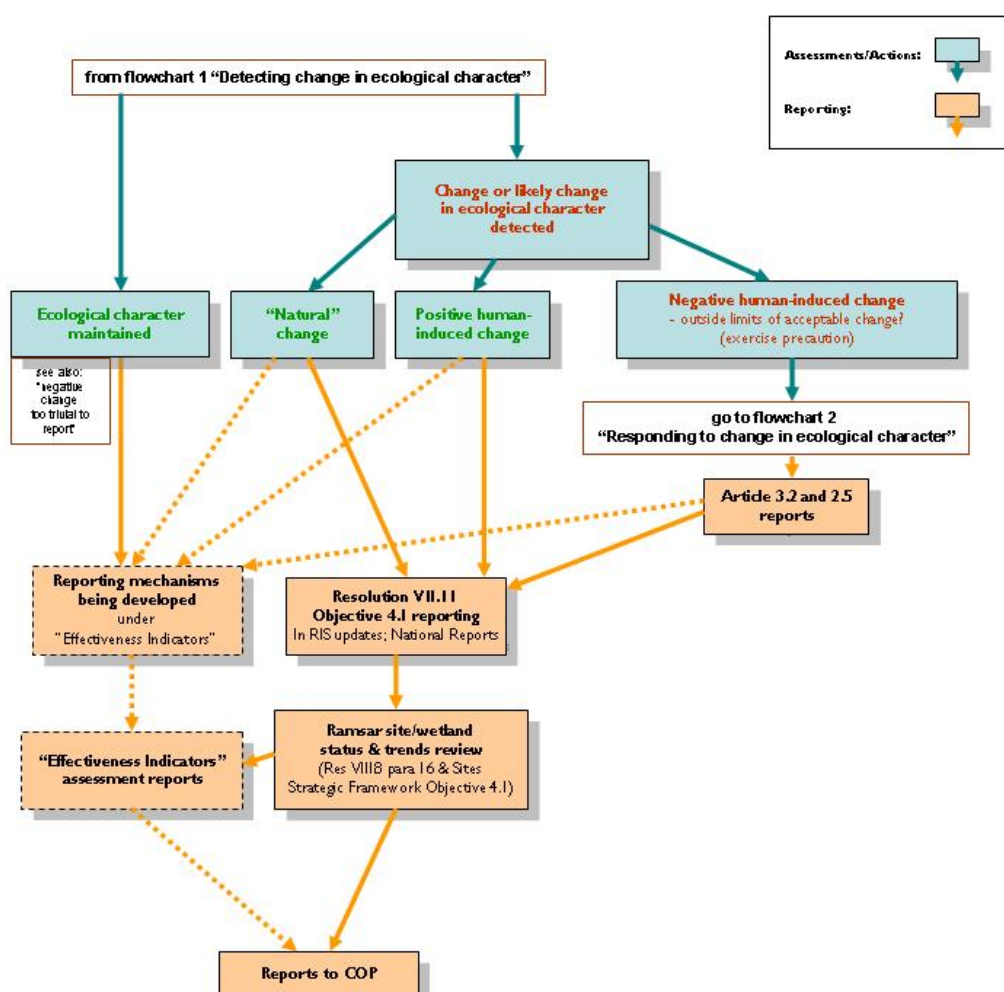 Assessments/Actions:
Reporting:
from flowchart 1 “Detecting change in ecological character”
Change or likely change
in ecological character
detected
Ecological character
maintained
“Natural”
change
Positive human-
induced change
Negative human-induced change
- outside limits of acceptable change?
(exercise precaution)
see also:
"negative
change
too trivial to
report"
go to flowchart 2
“Responding to change in ecological character”
Article 3.2 and 2.5
reports
Reporting mechanisms
being developed
under
"Effectiveness Indicators"
Resolution VII.11
Objective 4.1 reporting
In RIS updates; National Reports
Ramsar site/wetland
status & trends review
(Res VIII8 para 16 & Sites
Strategic Framework Objective 4.1)
“Effectiveness Indicators”
assessment reports
Reports to COP